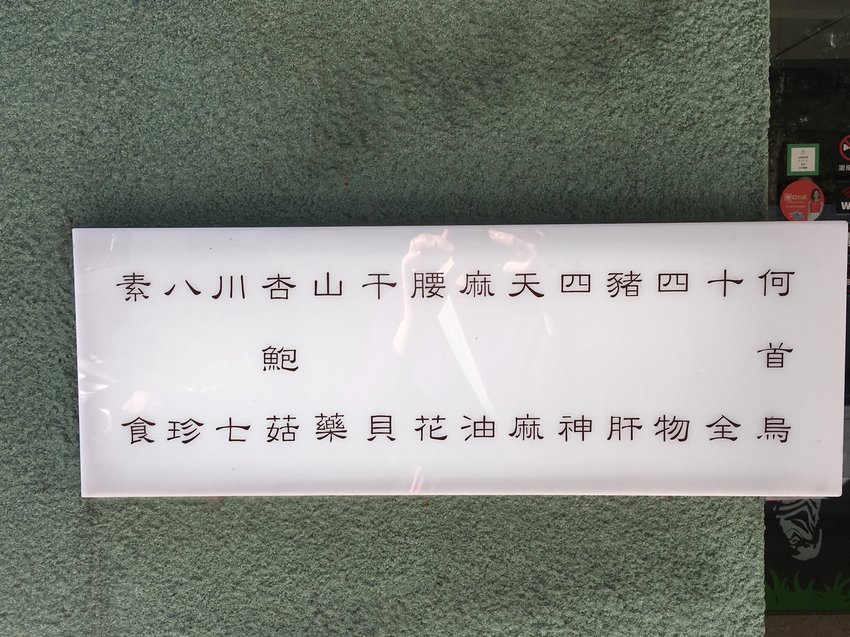 何首烏
十全
四物
豬肝
四神
天麻
麻油
腰花
干貝
山藥
杏鮑菇
川七
八珍
素食